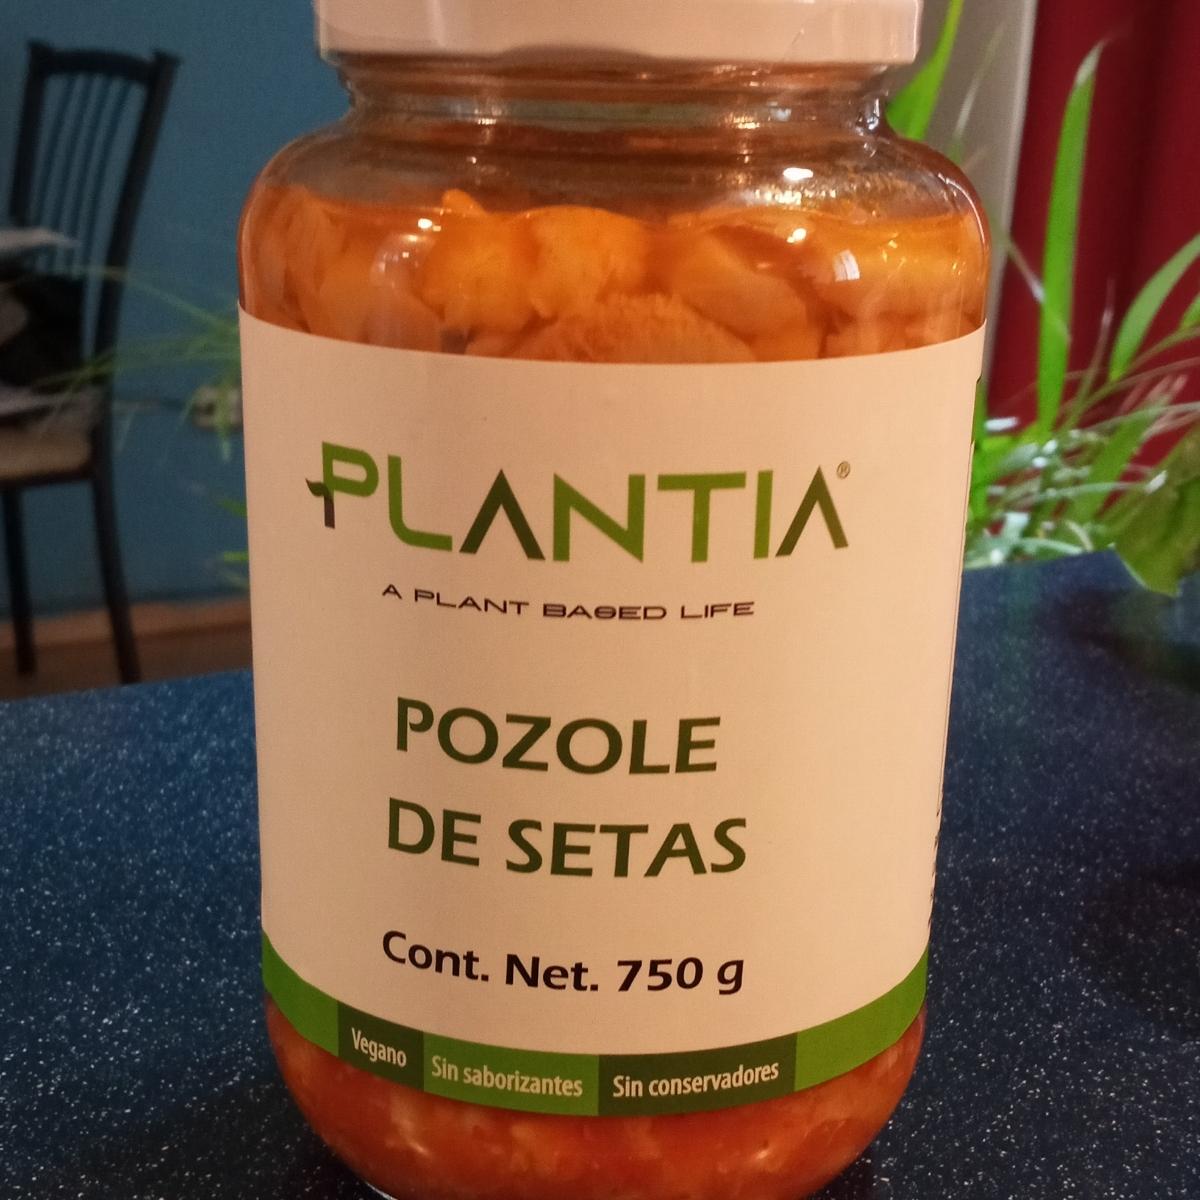 PLANTIA®
A PLANT BASED LIFE
POZOLE
DE SETAS
Cont. Net. 750 g
Vegano Sin saborizantes Sin conservadores